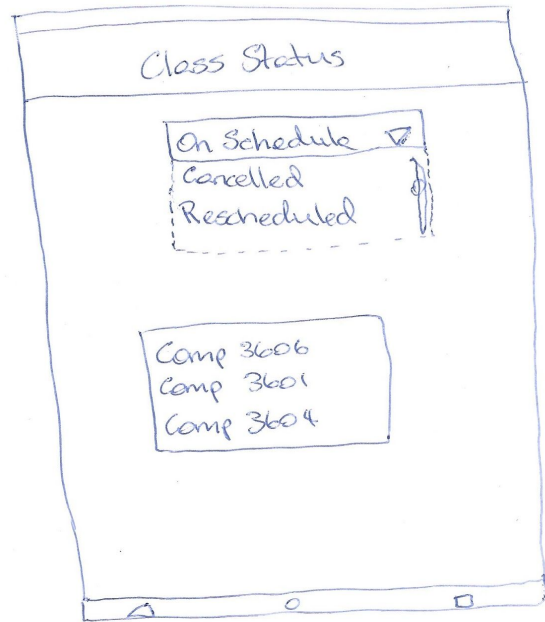 Class Status
On Schedule
Cancelled
Rescheduled
Comp 3606
Comp 3601
Comp 3604